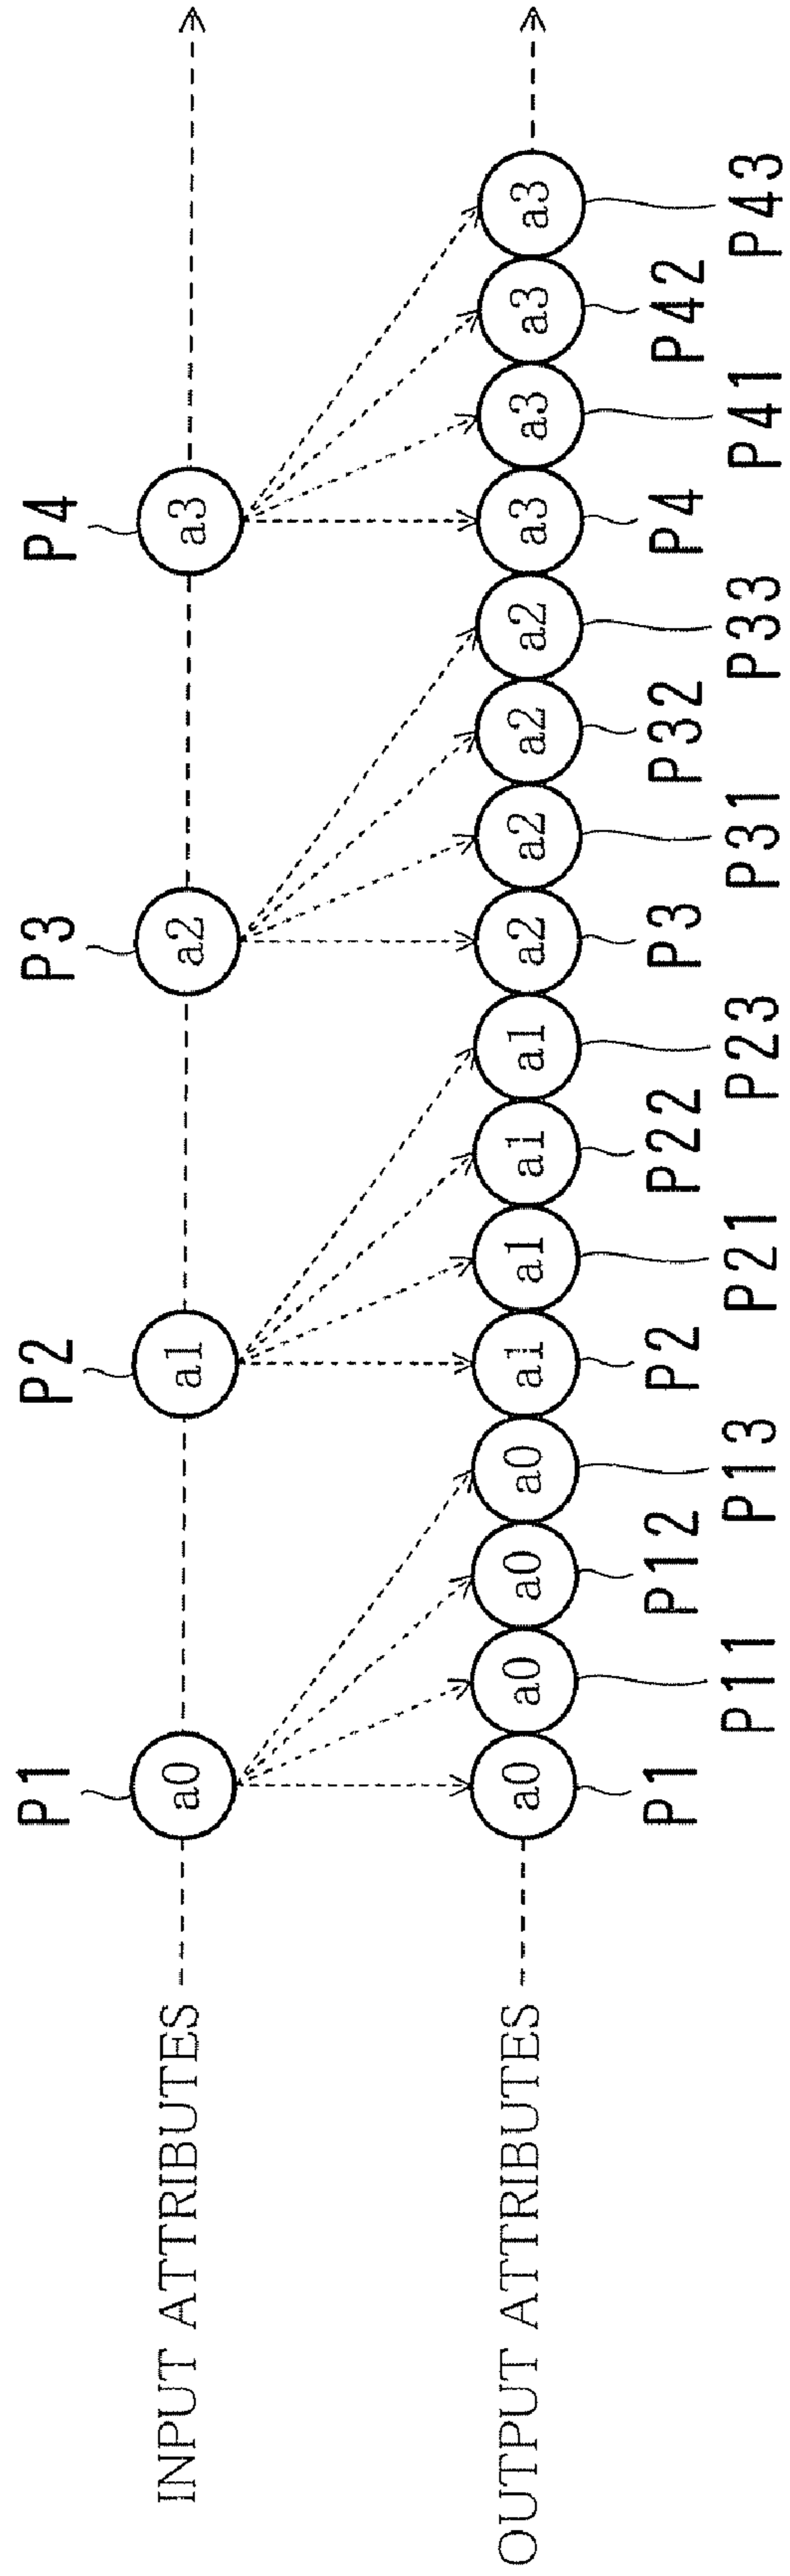 P1 P2 P3 P4
INPUT ATTRIBUTES a0 a1 a2 a3
OUTPUT ATTRIBUTES a0 a0 a0 a0 a1 a1 a1 a1 a2 a2 a2 a2 a3 a3 a3 a3
P1 P12 P2 P22 P3 P32 P4 P42
P11 P13 P21 P23 P31 P33 P41 P43